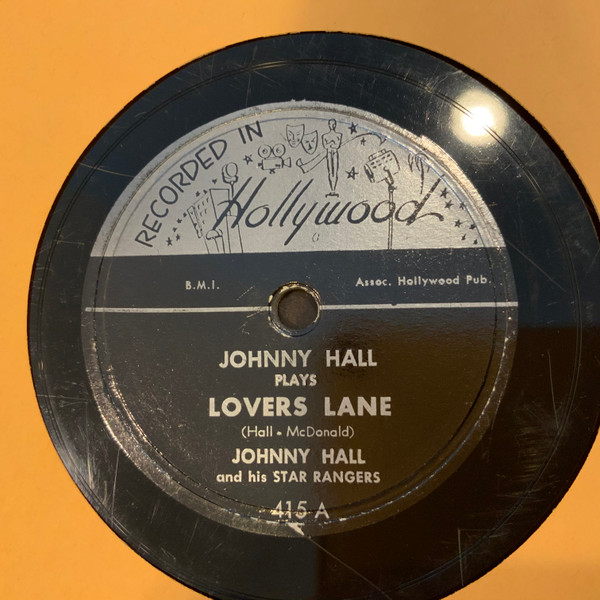 RECORDED IN
Hollywood
B.M.I. Assoc. Hollywood Pub.
JOHNNY HALL
PLAYS
LOVERS LANE
(Hall - McDonald)
JOHNNY HALL
and his STAR RANGERS
415 A